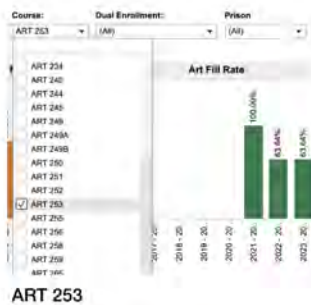 Course:
Dual Enrollment:
Prison
ART 253
(All)
(All)
Art Fill Rate
ART 234
ART 240
ART 244
ART 245
ART 249A
ART 249B
ART 250
ART 251
ART 252
ART 253
ART 255
ART 256
ART 258
ART 259
ART 265
100.00%
63.64%
63.64%
2017 - 20..
2018 - 20..
2019 - 20..
2020 - 20..
2021 - 20..
2022 - 20..
2023 - 20..
ART 253